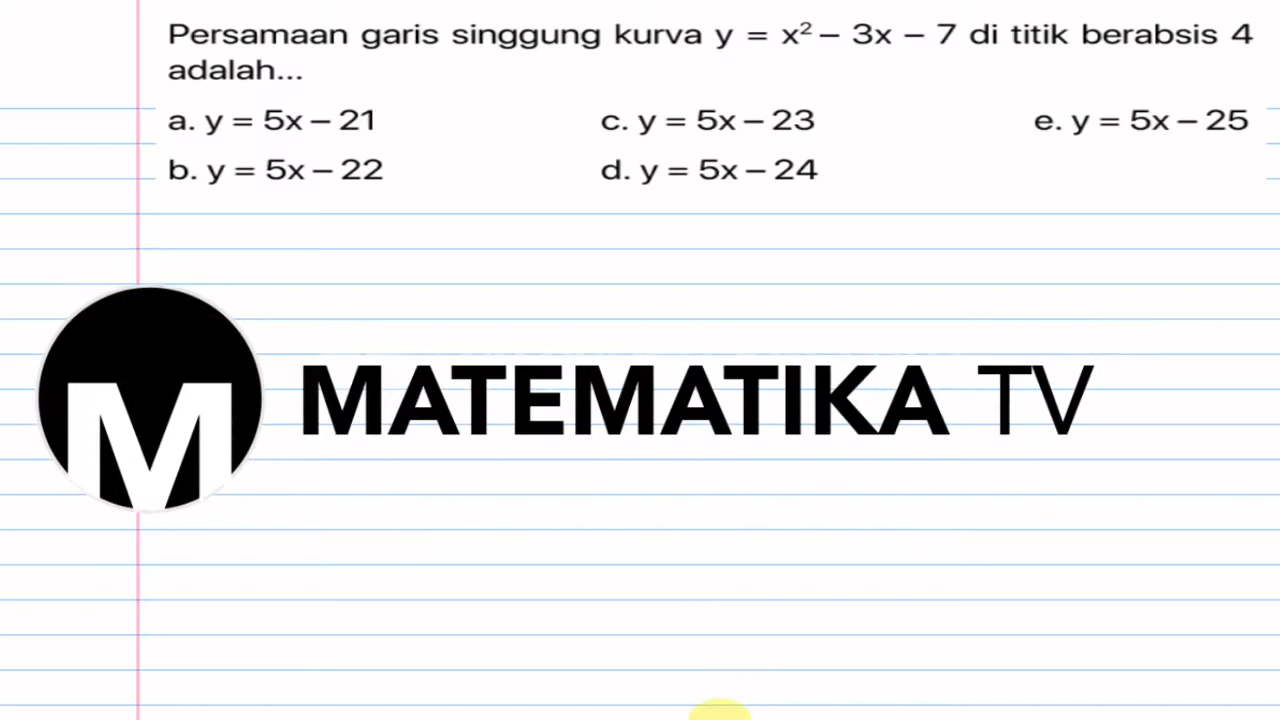 Persamaan garis singgung kurva y = x² – 3x – 7 di titik berabsis 4
adalah...
a. y = 5x – 21 c. y = 5x – 23 e. y = 5x – 25
b. y = 5x – 22 d. y = 5x – 24
M MATEMATIKA TV